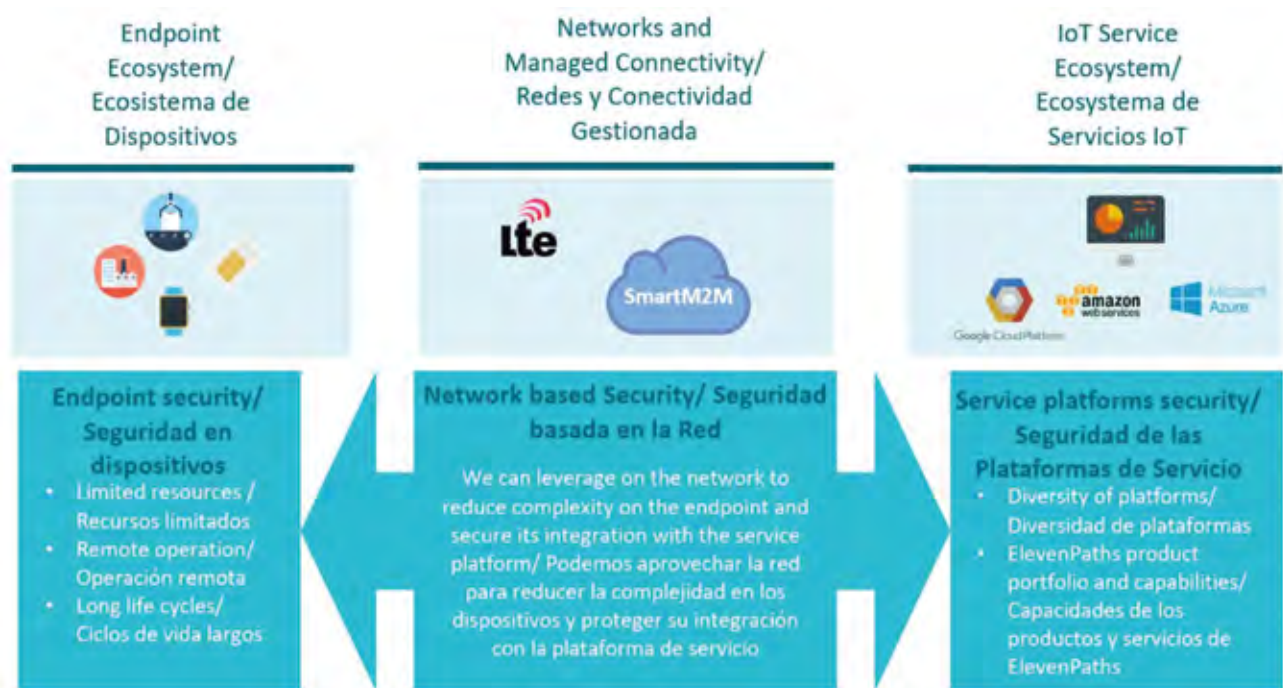 Endpoint
Ecosystem/
Ecosistema de
Dispositivos
Networks and
Managed Connectivity/
Redes y Conectividad
Gestionada
IoT Service
Ecosystem/
Ecosystema de
Servicios IoT
Lte
SmartM2M
Google Cloud Platform
amazon
webservices
Microsoft
Azure
Endpoint security/
Seguridad en
dispositivos
• Limited resources /
Recursos limitados
• Remote operation/
Operación remota
• Long life cycles/
Ciclos de vida largos
Network based Security/ Seguridad
basada en la Red
We can leverage on the network to
reduce complexity on the endpoint and
secure its integration with the service
platform/ Podemos aprovechar la red
para reducer la complejidad en los
dispositivos y proteger su integración
con la plataforma de servicio
Service platforms security/
Seguridad de las
Plataformas de Servicio
• Diversity of platforms/
Diversidad de plataformas
• ElevenPaths product
portfolio and capabilities/
Capacidades de los
productos y servicios de
ElevenPaths